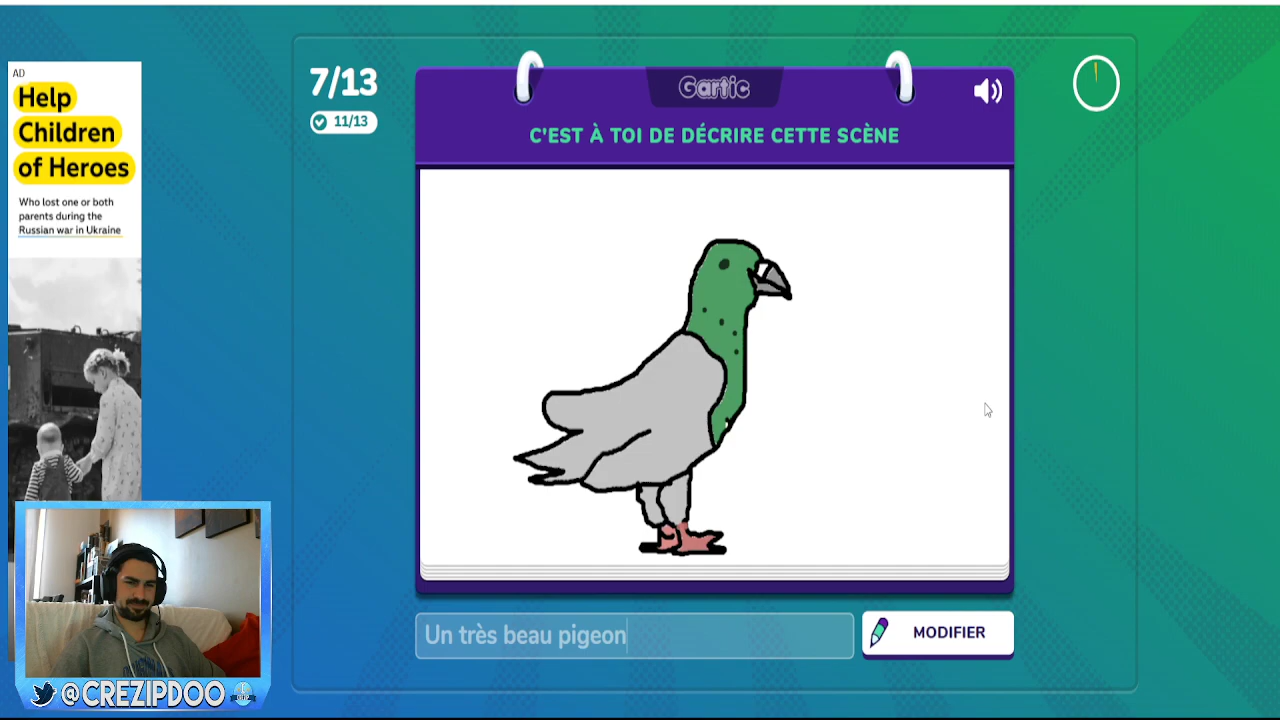 AD
Help
Children
of Heroes
Who lost one or both
parents during the
Russian war in Ukraine
7/13
11/13
Gartic
C'EST À TOI DE DÉCRIRE CETTE SCÈNE
Un très beau pigeon
MODIFIER
@CREZIPDOO